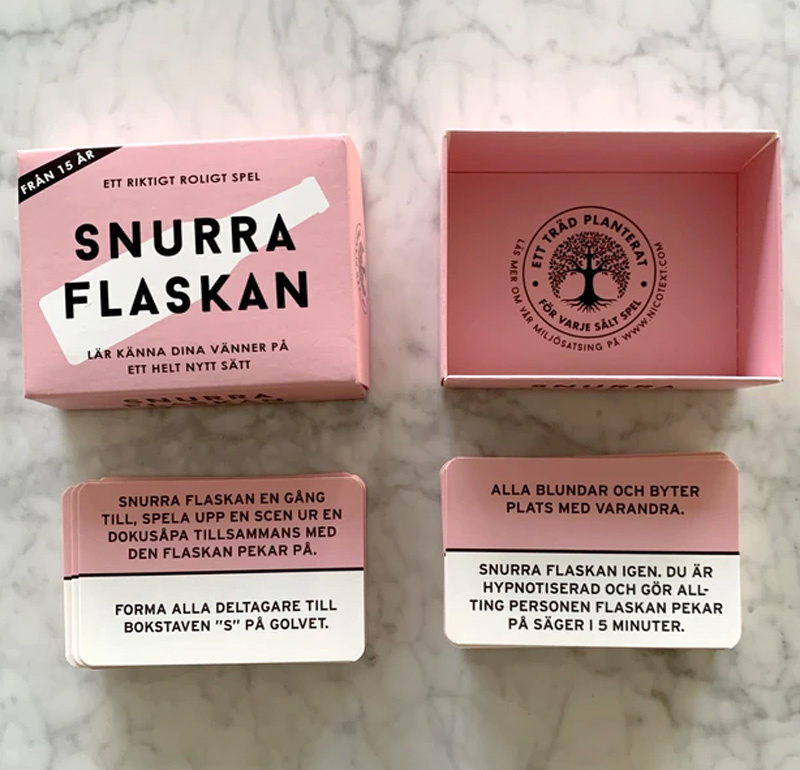 FRÅN 15 ÅR
ETT RIKTIGT ROLIGT SPEL
SNURRA
FLASKAN
LÄR KÄNNA DINA VÄNNER PÅ
ETT HELT NYTT SÄTT
SNURRA
FLASKAN
ETT TRÄD PLANTERAT
FÖR VARJE SÅLT SPEL
LÄS MER OM VÅR MILJÖSATSING PÅ WWW.NICOTEXT.COM
SNURRA
SNURRA FLASKAN EN GÅNG
TILL, SPELA UPP EN SCEN UR EN
DOKUSÅPA TILLSAMMANS MED
DEN FLASKAN PEKAR PÅ.
FORMA ALLA DELTAGARE TILL
BOKSTAVEN "S" PÅ GOLVET.
ALLA BLUNDAR OCH BYTER
PLATS MED VARANDRA.
SNURRA FLASKAN IGEN. DU ÄR
HYPNOTISERAD OCH GÖR ALL-
TING PERSONEN FLASKAN PEKAR
PÅ SÄGER I 5 MINUTER.